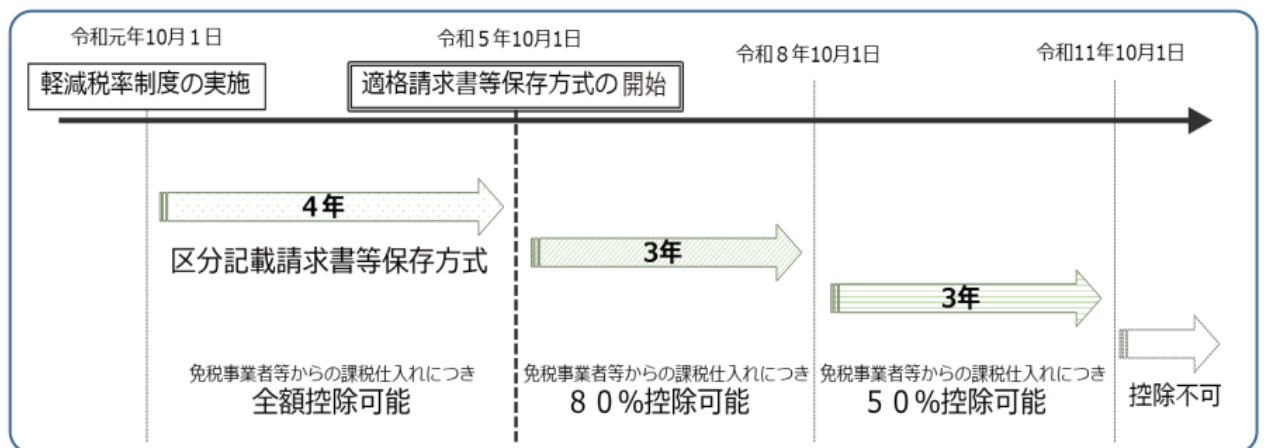 令和元年10月１日
令和５年10月1日
令和８年10月1日
令和11年10月1日
軽減税率制度の実施
適格請求書等保存方式の 開始
４年
区分記載請求書等保存方式
3年
3年
免税事業者等からの課税仕入れにつき
全額控除可能
免税事業者等からの課税仕入れにつき
８０%控除可能
免税事業者等からの課税仕入れにつき
５０%控除可能
控除不可